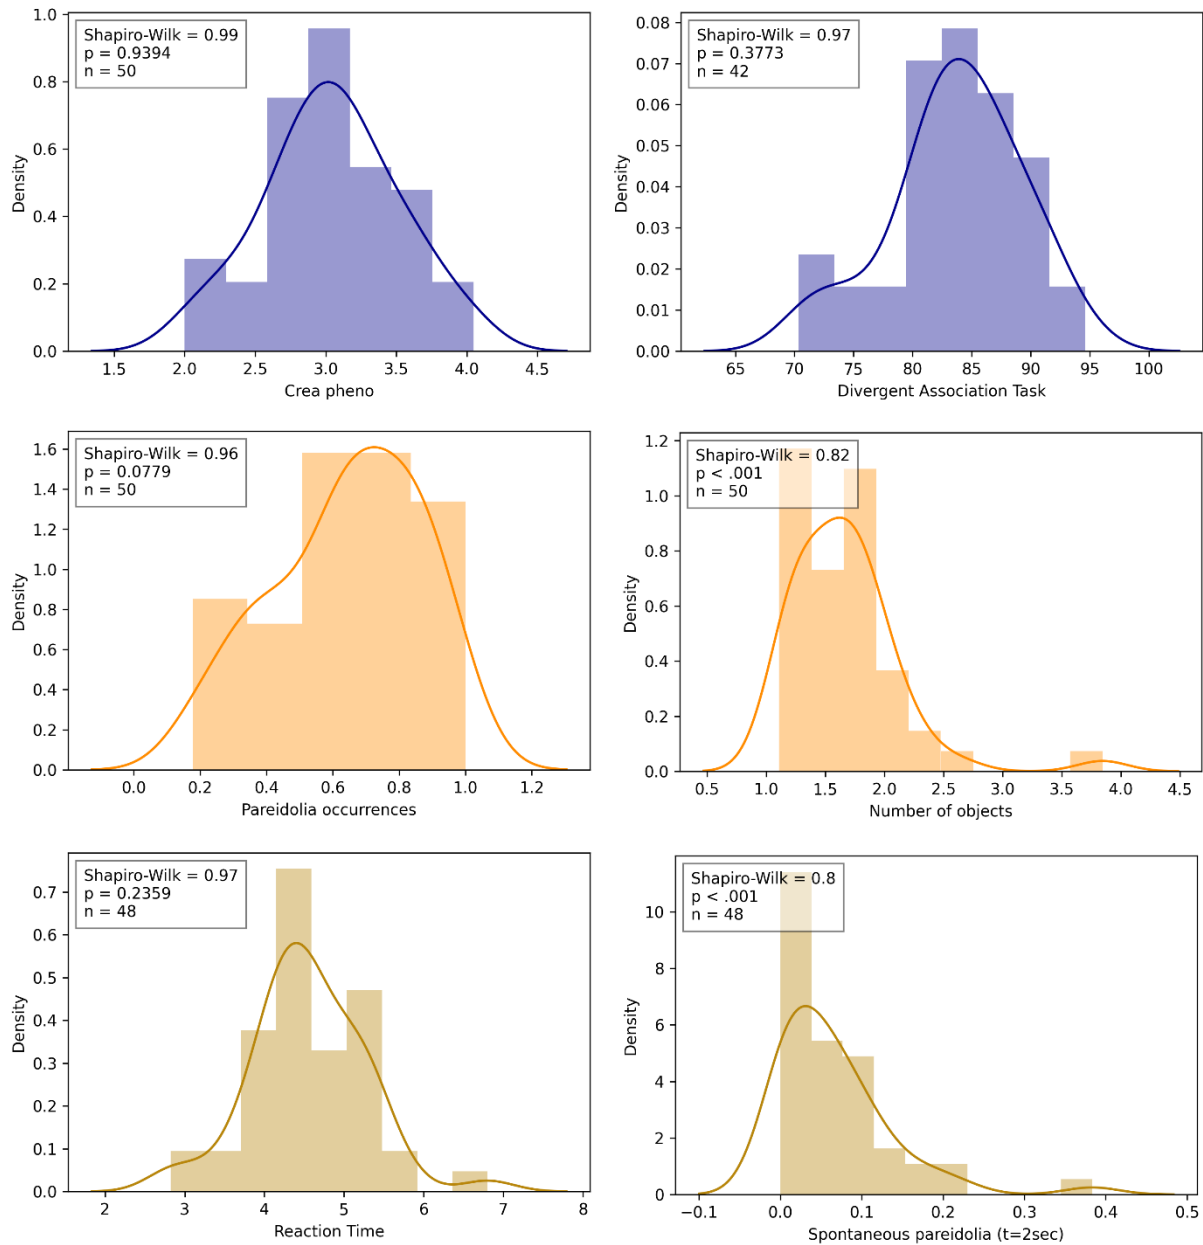 Shapiro-Wilk = 0.99
p = 0.9394
n = 50
1.0
0.8
0.6
0.4
0.2
0.0
Density
1.5 2.0 2.5 3.0 3.5 4.0 4.5
Crea pheno
Shapiro-Wilk = 0.97
p = 0.3773
n = 42
0.08
0.07
0.06
0.05
0.04
0.03
0.02
0.01
0.00
Density
65 70 75 80 85 90 95 100
Divergent Association Task
Shapiro-Wilk = 0.96
p = 0.0779
n = 50
1.6
1.4
1.2
1.0
0.8
0.6
0.4
0.2
0.0
Density
0.0 0.2 0.4 0.6 0.8 1.0 1.2
Pareidolia occurrences
Shapiro-Wilk = 0.82
p < .001
n = 50
1.2
1.0
0.8
0.6
0.4
0.2
0.0
Density
0.5 1.0 1.5 2.0 2.5 3.0 3.5 4.0 4.5
Number of objects
Shapiro-Wilk = 0.97
p = 0.2359
n = 48
0.7
0.6
0.5
0.4
0.3
0.2
0.1
0.0
Density
2 3 4 5 6 7 8
Reaction Time
Shapiro-Wilk = 0.8
p < .001
n = 48
10
8
6
4
2
0
Density
−0.1 0.0 0.1 0.2 0.3 0.4 0.5
Spontaneous pareidolia (t=2sec)